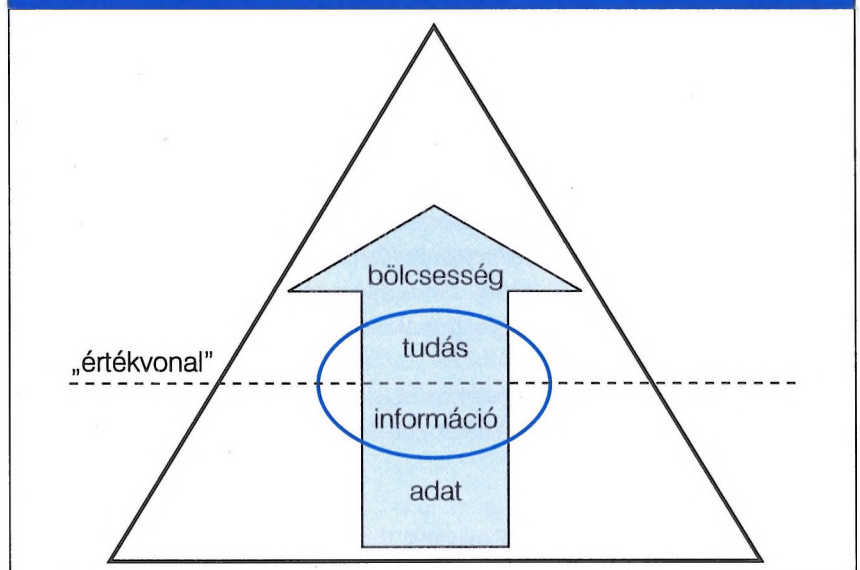 bölcsesség
tudás
„értékvonal”
információ
adat